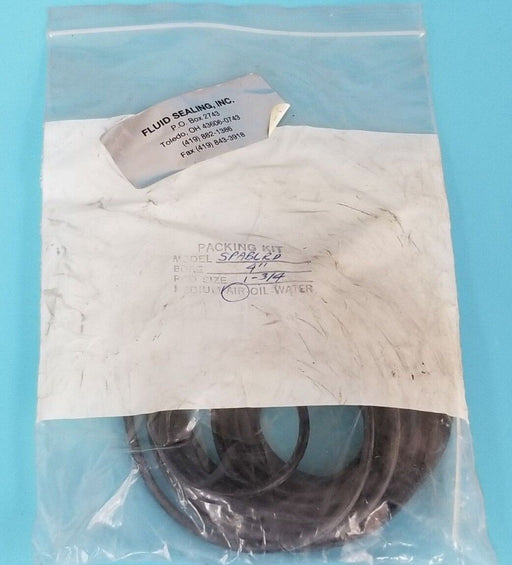 FLUID SEALING, INC.
P.O. Box 2743
Toledo, OH 43606-0743
(419) 882-1386
Fax (419) 843-3918
PACKING KIT
MODEL SPABLRD
BORE 4"
ROD SIZE 1-3/4
MEDIUM AIR OIL WATER